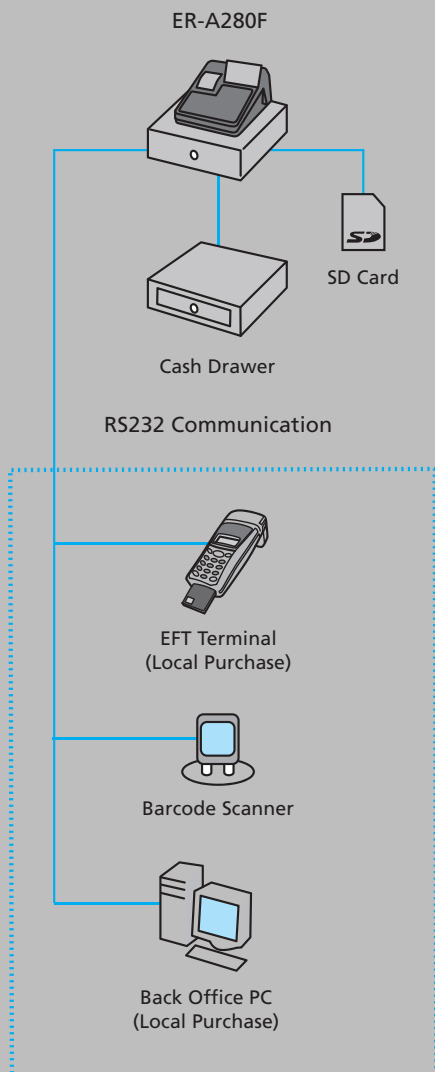 ER-A280F
SD
SD Card
Cash Drawer
RS232 Communication
EFT Terminal
(Local Purchase)
Barcode Scanner
Back Office PC
(Local Purchase)